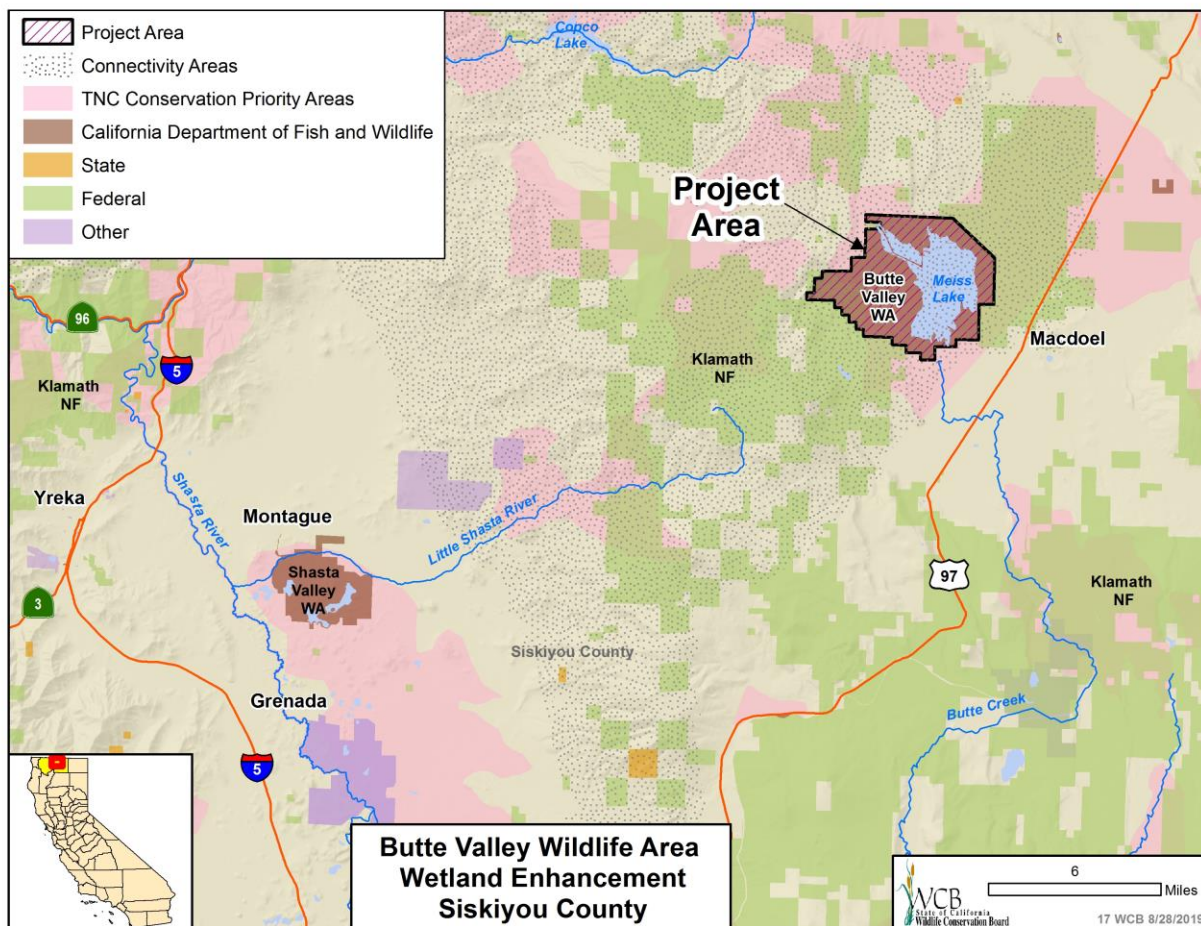 Project Area
Connectivity Areas
TNC Conservation Priority Areas
California Department of Fish and Wildlife
State
Federal
Other
Copco
Lake
Project
Area
Butte
Valley
WA
Meiss
Lake
Macdoel
96
5
Klamath
NF
Klamath
NF
Yreka
Shasta River
Montague
Little Shasta River
Shasta
Valley
WA
3
97
Klamath
NF
Siskiyou County
Grenada
Butte Creek
5
Butte Valley Wildlife Area
Wetland Enhancement
Siskiyou County
WCB
State of California
Wildlife Conservation Board
6
Miles
17 WCB 8/28/2019